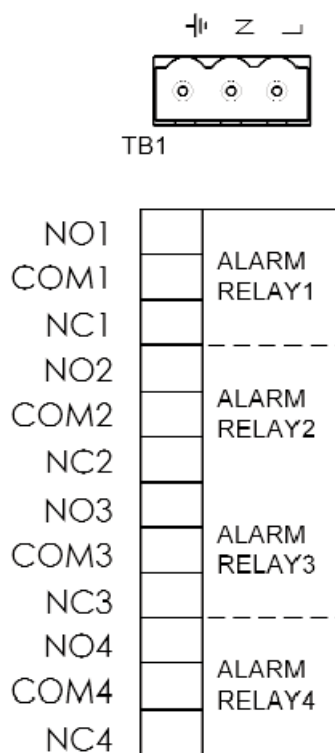 N L
TB1
NO1
COM1
NC1
ALARM
RELAY1
NO2
COM2
NC2
ALARM
RELAY2
NO3
COM3
NC3
ALARM
RELAY3
NO4
COM4
NC4
ALARM
RELAY4